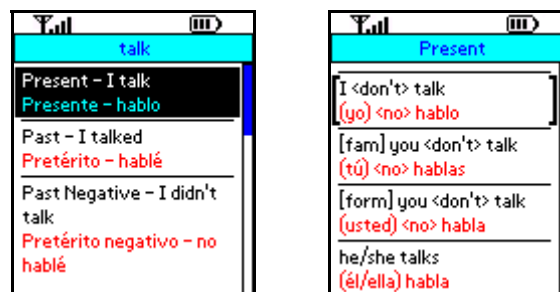 talk
Present – I talk
Presente – hablo
Past – I talked
Pretérito – hablé
Past Negative – I didn't
talk
Pretérito negativo – no
hablé
Present
I <don't> talk
(yo) <no> hablo
[fam] you <don't> talk
(tú) <no> hablas
[form] you <don't> talk
(usted) <no> habla
he/she talks
(él/ella) habla